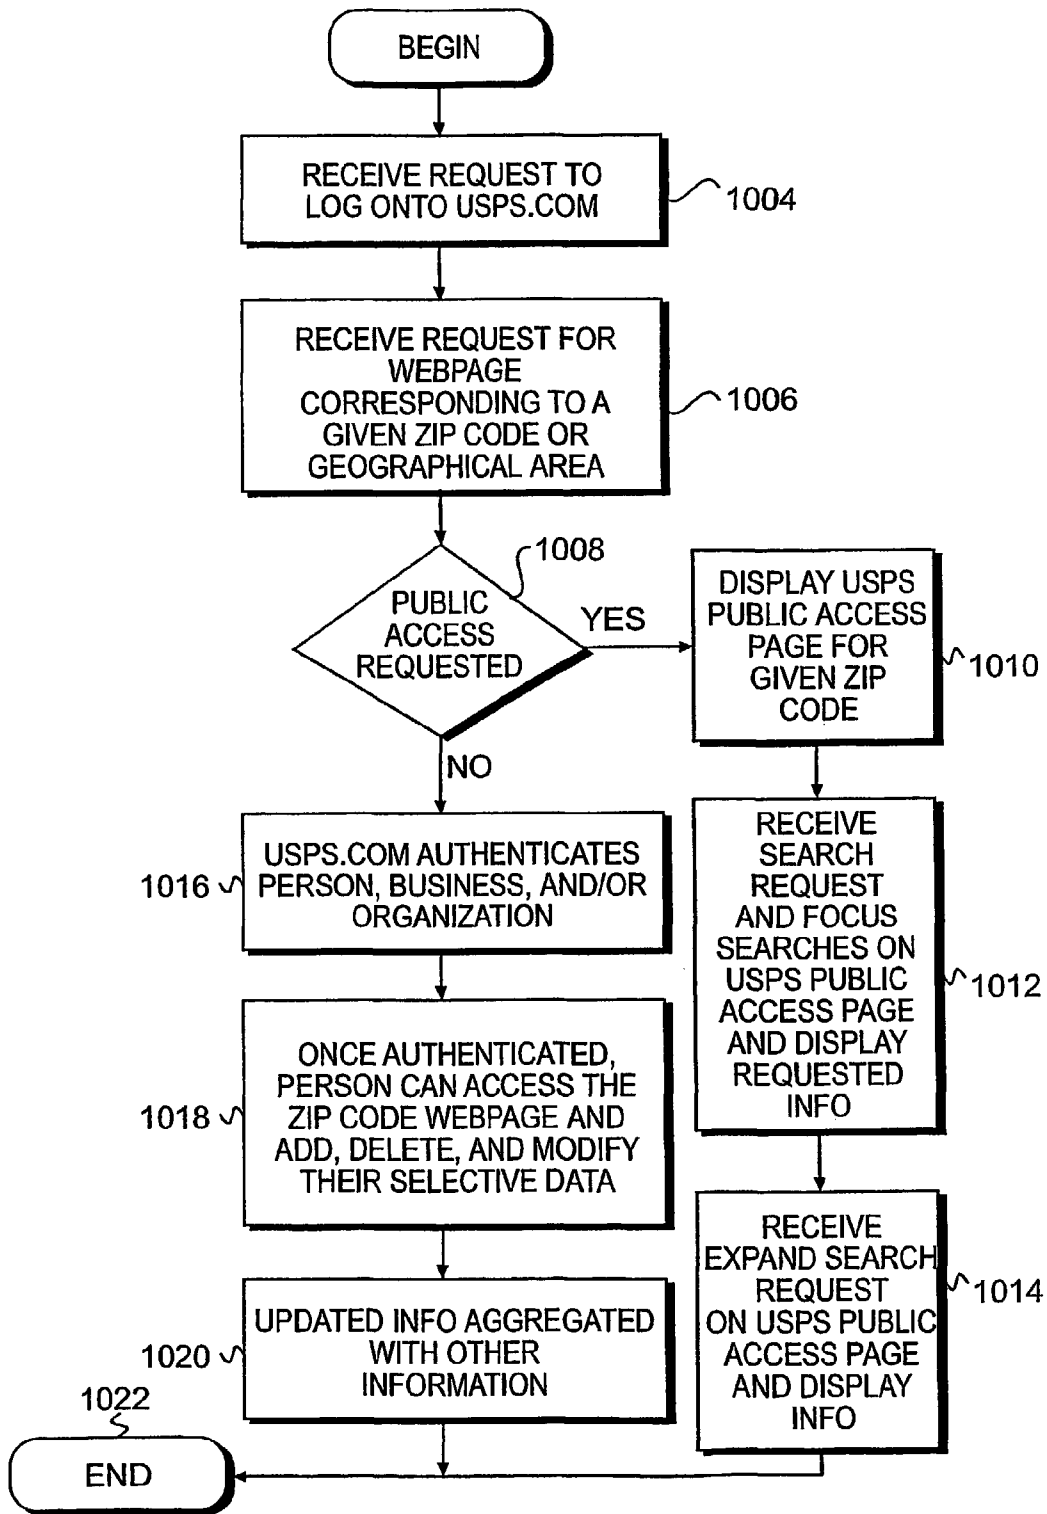 BEGIN
RECEIVE REQUEST TO
LOG ONTO USPS.COM
1004
RECEIVE REQUEST FOR
WEBPAGE
CORRESPONDING TO A
GIVEN ZIP CODE OR
GEOGRAPHICAL AREA
1006
PUBLIC
ACCESS
REQUESTED
1008
YES
NO
DISPLAY USPS
PUBLIC ACCESS
PAGE FOR
GIVEN ZIP
CODE
1010
RECEIVE
SEARCH
REQUEST
AND FOCUS
SEARCHES ON
USPS PUBLIC
ACCESS PAGE
AND DISPLAY
REQUESTED
INFO
1012
RECEIVE
EXPAND SEARCH
REQUEST
ON USPS PUBLIC
ACCESS PAGE
AND DISPLAY
INFO
1014
USPS.COM AUTHENTICATES
PERSON, BUSINESS, AND/OR
ORGANIZATION
1016
ONCE AUTHENTICATED,
PERSON CAN ACCESS THE
ZIP CODE WEBPAGE AND
ADD, DELETE, AND MODIFY
THEIR SELECTIVE DATA
1018
UPDATED INFO AGGREGATED
WITH OTHER
INFORMATION
1020
1022
END